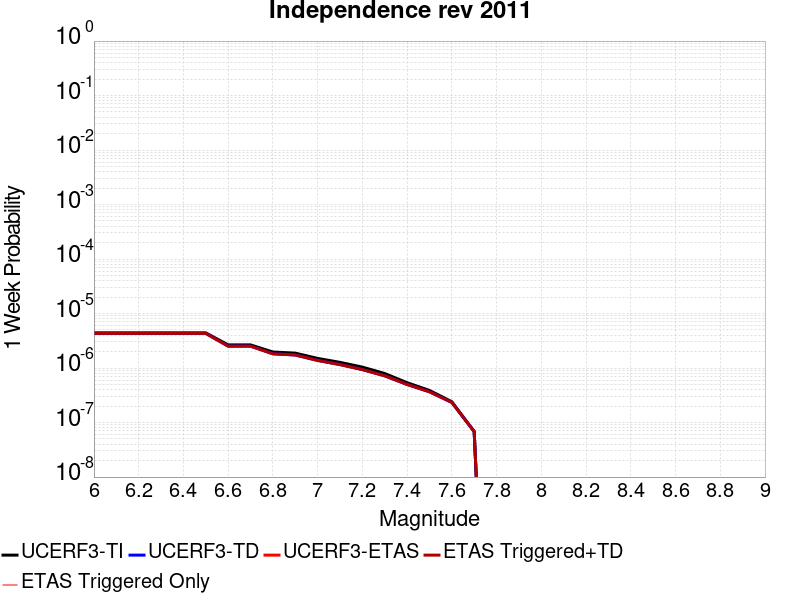 Independence rev 2011
1 Week Probability
10^0
10^-1
10^-2
10^-3
10^-4
10^-5
10^-6
10^-7
10^-8
6 6.2 6.4 6.6 6.8 7 7.2 7.4 7.6 7.8 8 8.2 8.4 8.6 8.8 9
Magnitude
UCERF3-TI UCERF3-TD UCERF3-ETAS ETAS Triggered+TD
ETAS Triggered Only